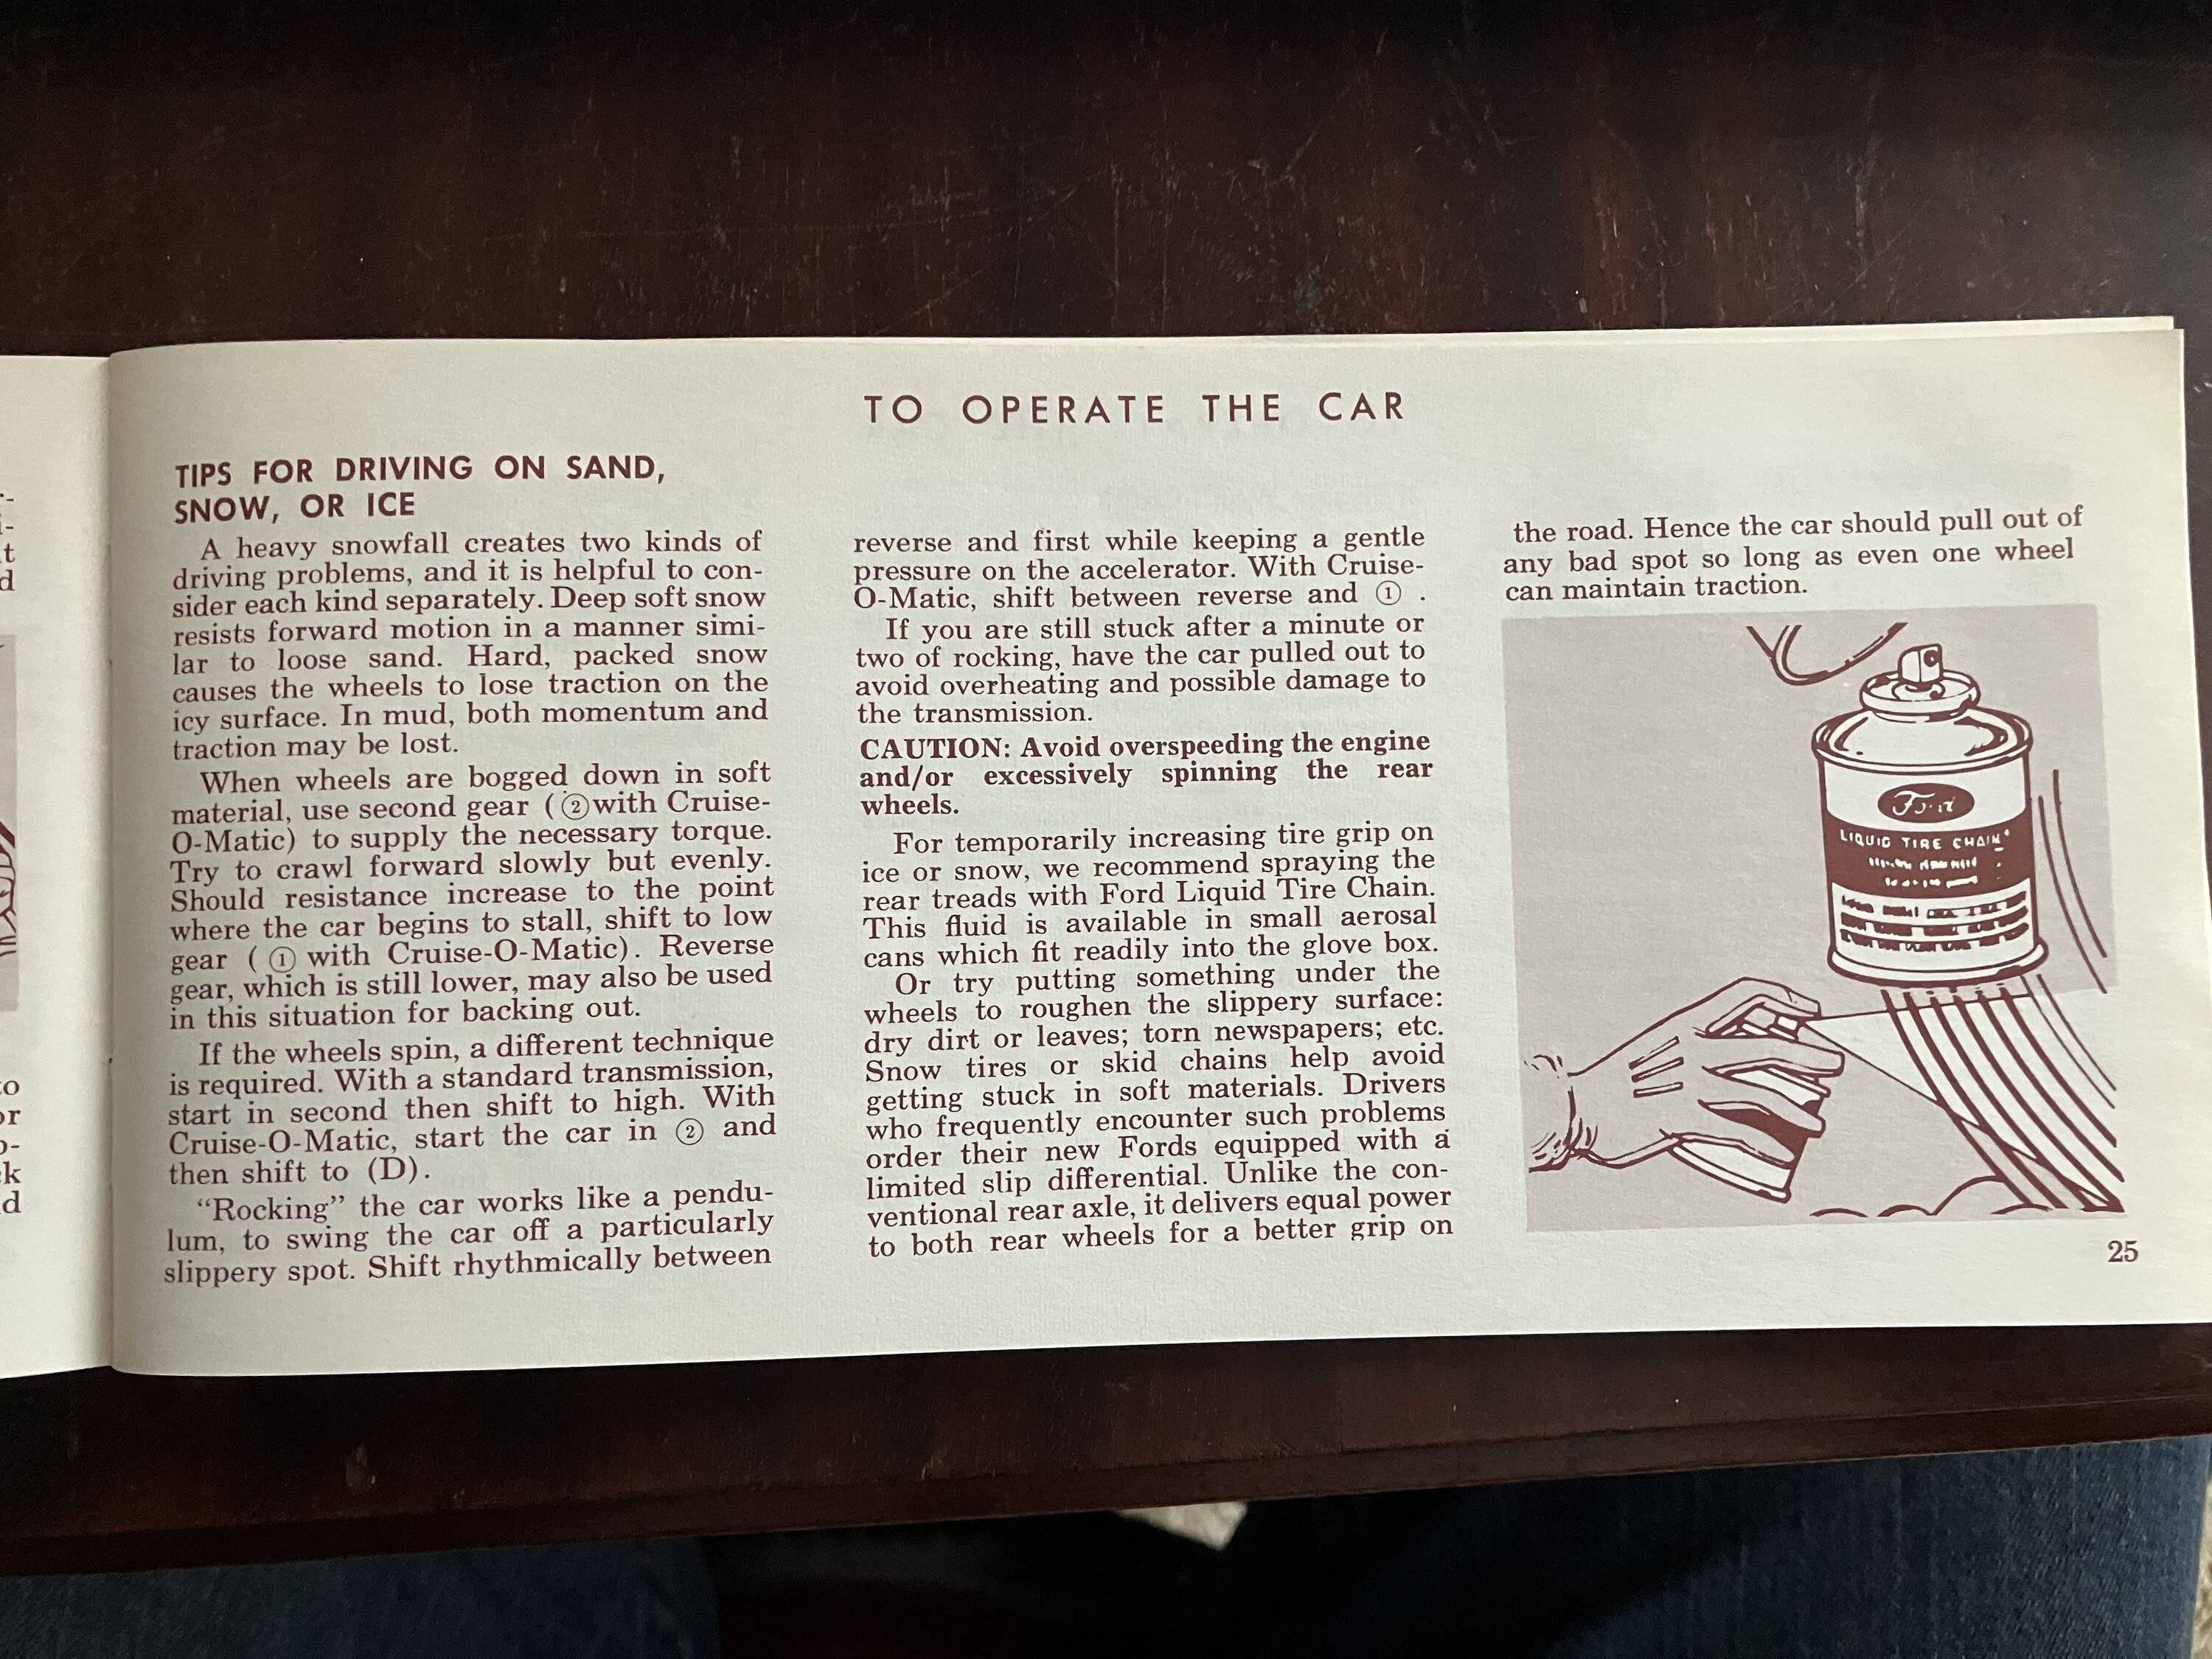 TO OPERATE THE CAR
TIPS FOR DRIVING ON SAND,
SNOW, OR ICE
A heavy snowfall creates two kinds of
driving problems, and it is helpful to con-
sider each kind separately. Deep soft snow
resists forward motion in a manner simi-
lar to loose sand. Hard, packed snow
causes the wheels to lose traction on the
icy surface. In mud, both momentum and
traction may be lost.
When wheels are bogged down in soft
material, use second gear (② with Cruise-
O-Matic) to supply the necessary torque.
Try to crawl forward slowly but evenly.
Should resistance increase to the point
where the car begins to stall, shift to low
gear (① with Cruise-O-Matic). Reverse
gear, which is still lower, may also be used
in this situation for backing out.
If the wheels spin, a different technique
is required. With a standard transmission,
start in second then shift to high. With
Cruise-O-Matic, start the car in ② and
then shift to (D).
“Rocking” the car works like a pendu-
lum, to swing the car off a particularly
slippery spot. Shift rhythmically between
reverse and first while keeping a gentle
pressure on the accelerator. With Cruise-
O-Matic, shift between reverse and ① .
If you are still stuck after a minute or
two of rocking, have the car pulled out to
avoid overheating and possible damage to
the transmission.
CAUTION: Avoid overspeeding the engine
and/or excessively spinning the rear
wheels.
For temporarily increasing tire grip on
ice or snow, we recommend spraying the
rear treads with Ford Liquid Tire Chain.
This fluid is available in small aerosal
cans which fit readily into the glove box.
Or try putting something under the
wheels to roughen the slippery surface:
dry dirt or leaves; torn newspapers; etc.
Snow tires or skid chains help avoid
getting stuck in soft materials. Drivers
who frequently encounter such problems
order their new Fords equipped with a
limited slip differential. Unlike the con-
ventional rear axle, it delivers equal power
to both rear wheels for a better grip on
the road. Hence the car should pull out of
any bad spot so long as even one wheel
can maintain traction.
Ford
LIQUID TIRE CHAIN
25